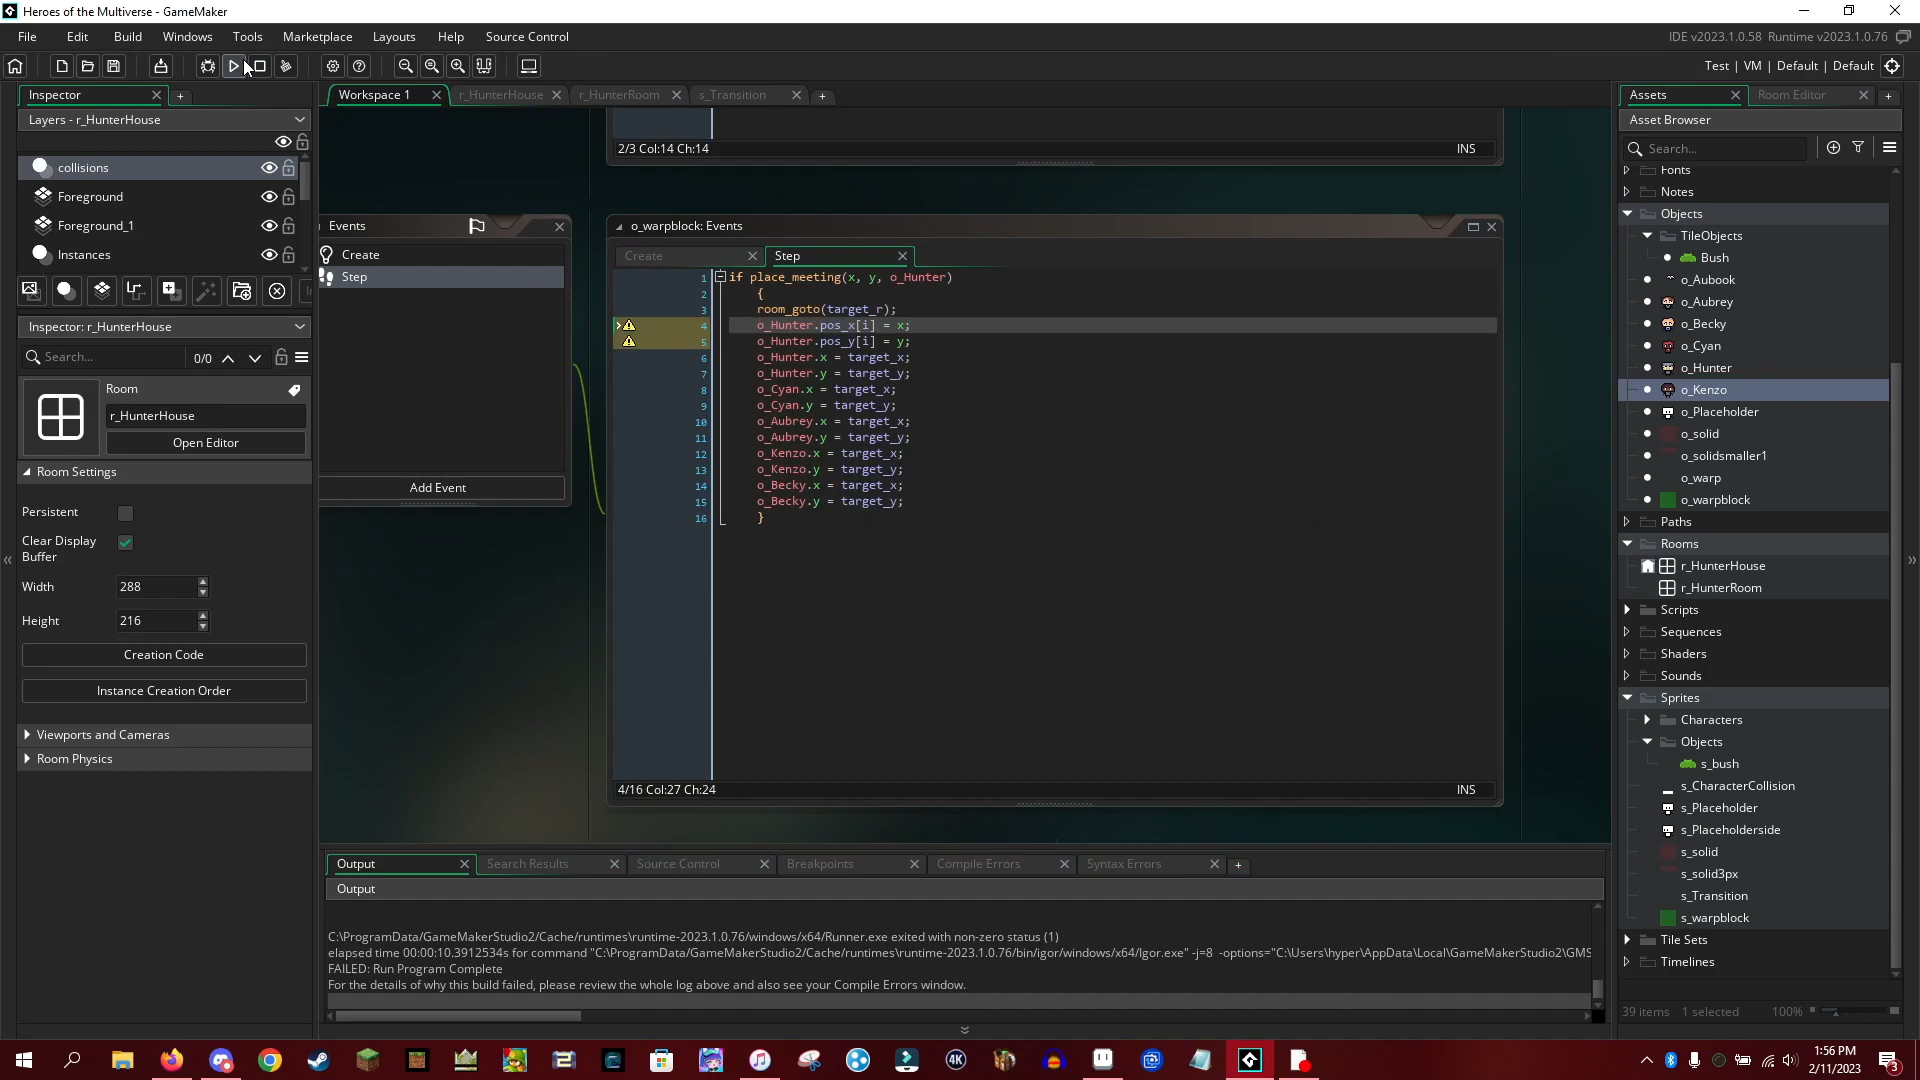 Heroes of the Multiverse - GameMaker
File Edit Build Windows Tools Marketplace Layouts Help Source Control
IDE v2023.1.0.58 Runtime v2023.1.0.76
Test | VM | Default | Default
Inspector
Layers - r_HunterHouse
collisions
Foreground
Foreground_1
Instances
Inspector: r_HunterHouse
Search... 0/0
Room
r_HunterHouse
Open Editor
Room Settings
Persistent
Clear Display
Buffer
Width 288
Height 216
Creation Code
Instance Creation Order
Viewports and Cameras
Room Physics
Workspace 1 r_HunterHouse r_HunterRoom s_Transition
2/3 Col:14 Ch:14 INS
Events
Create
Step
Add Event
o_warpblock: Events
Create Step
1 if place_meeting(x, y, o_Hunter)
2 {
3 room_goto(target_r);
4 o_Hunter.pos_x[i] = x;
5 o_Hunter.pos_y[i] = y;
6 o_Hunter.x = target_x;
7 o_Hunter.y = target_y;
8 o_Cyan.x = target_x;
9 o_Cyan.y = target_y;
10 o_Aubrey.x = target_x;
11 o_Aubrey.y = target_y;
12 o_Kenzo.x = target_x;
13 o_Kenzo.y = target_y;
14 o_Becky.x = target_x;
15 o_Becky.y = target_y;
16 }
4/16 Col:27 Ch:24 INS
Output Search Results Source Control Breakpoints Compile Errors Syntax Errors
Output
C:\ProgramData/GameMakerStudio2/Cache/runtimes\runtime-2023.1.0.76/windows/x64/Runner.exe exited with non-zero status (1)
elapsed time 00:00:10.3912534s for command "C:\ProgramData/GameMakerStudio2/Cache/runtimes\runtime-2023.1.0.76/bin/igor/windows/x64/Igor.exe" -j=8 -options="C:\Users\hyper\AppData\Local\GameMakerStudio2\GMS
FAILED: Run Program Complete
For the details of why this build failed, please review the whole log above and also see your Compile Errors window.
Assets Room Editor
Asset Browser
Search...
Fonts
Notes
Objects
TileObjects
Bush
o_Aubook
o_Aubrey
o_Becky
o_Cyan
o_Hunter
o_Kenzo
o_Placeholder
o_solid
o_solidsmaller1
o_warp
o_warpblock
Paths
Rooms
r_HunterHouse
r_HunterRoom
Scripts
Sequences
Shaders
Sounds
Sprites
Characters
Objects
s_bush
s_CharacterCollision
s_Placeholder
s_Placeholderside
s_solid
s_solid3px
s_Transition
s_warpblock
Tile Sets
Timelines
39 items 1 selected 100%
4K
1:56 PM
2/11/2023
3